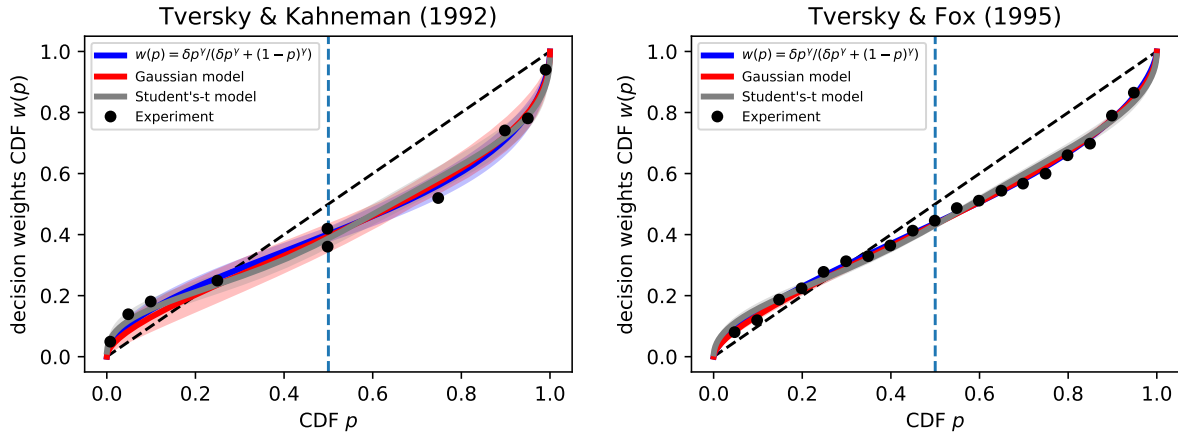 Tversky & Kahneman (1992)
decision weights CDF w(p)
1.0
0.8
0.6
0.4
0.2
0.0
w(p) = δp^γ/(δp^γ + (1 − p)^γ)
Gaussian model
Student's-t model
Experiment
0.0 0.2 0.4 0.6 0.8 1.0
CDF p
Tversky & Fox (1995)
decision weights CDF w(p)
1.0
0.8
0.6
0.4
0.2
0.0
w(p) = δp^γ/(δp^γ + (1 − p)^γ)
Gaussian model
Student's-t model
Experiment
0.0 0.2 0.4 0.6 0.8 1.0
CDF p